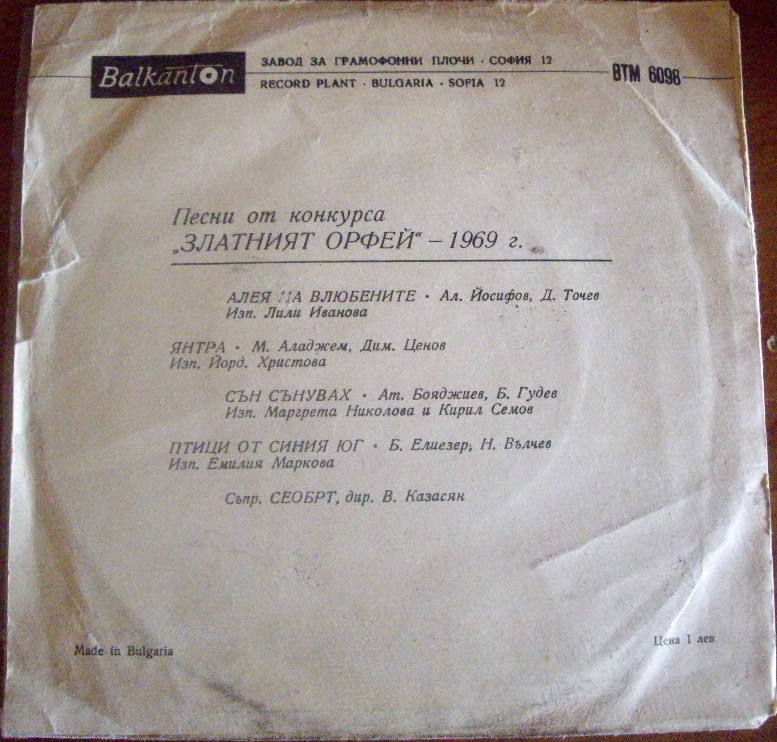 Balkanton
ЗАВОД ЗА ГРАМОФОННИ ПЛОЧИ · СОФИЯ 12
RECORD PLANT · BULGARIA · SOFIA 12
ВТМ 6098
Песни от конкурса
„ЗЛАТНИЯТ ОРФЕЙ“ – 1969 г.
АЛЕЯ НА ВЛЮБЕНИТЕ · Ал. Йосифов, Д. Точев
Изп. Лили Иванова
ЯНТРА · М. Аладжем, Дим. Ценов
Изп. Йорд. Христова
СЪН СЪНУВАХ · Ат. Бояджиев, Б. Гудев
Изп. Маргрета Николова и Кирил Семов
ПТИЦИ ОТ СИНИЯ ЮГ · Б. Елиезер, Н. Вълчев
Изп. Емилия Маркова
Съпр. СЕОБРТ, дир. В. Казасян
Made in Bulgaria
Цена 1 лев